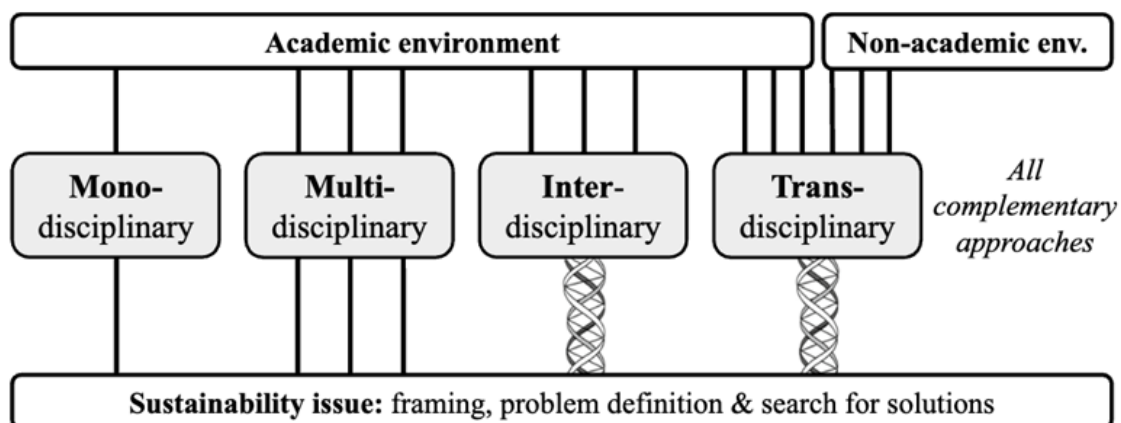 Academic environment
Non-academic env.
Mono-
disciplinary
Multi-
disciplinary
Inter-
disciplinary
Trans-
disciplinary
All
complementary
approaches
Sustainability issue: framing, problem definition & search for solutions